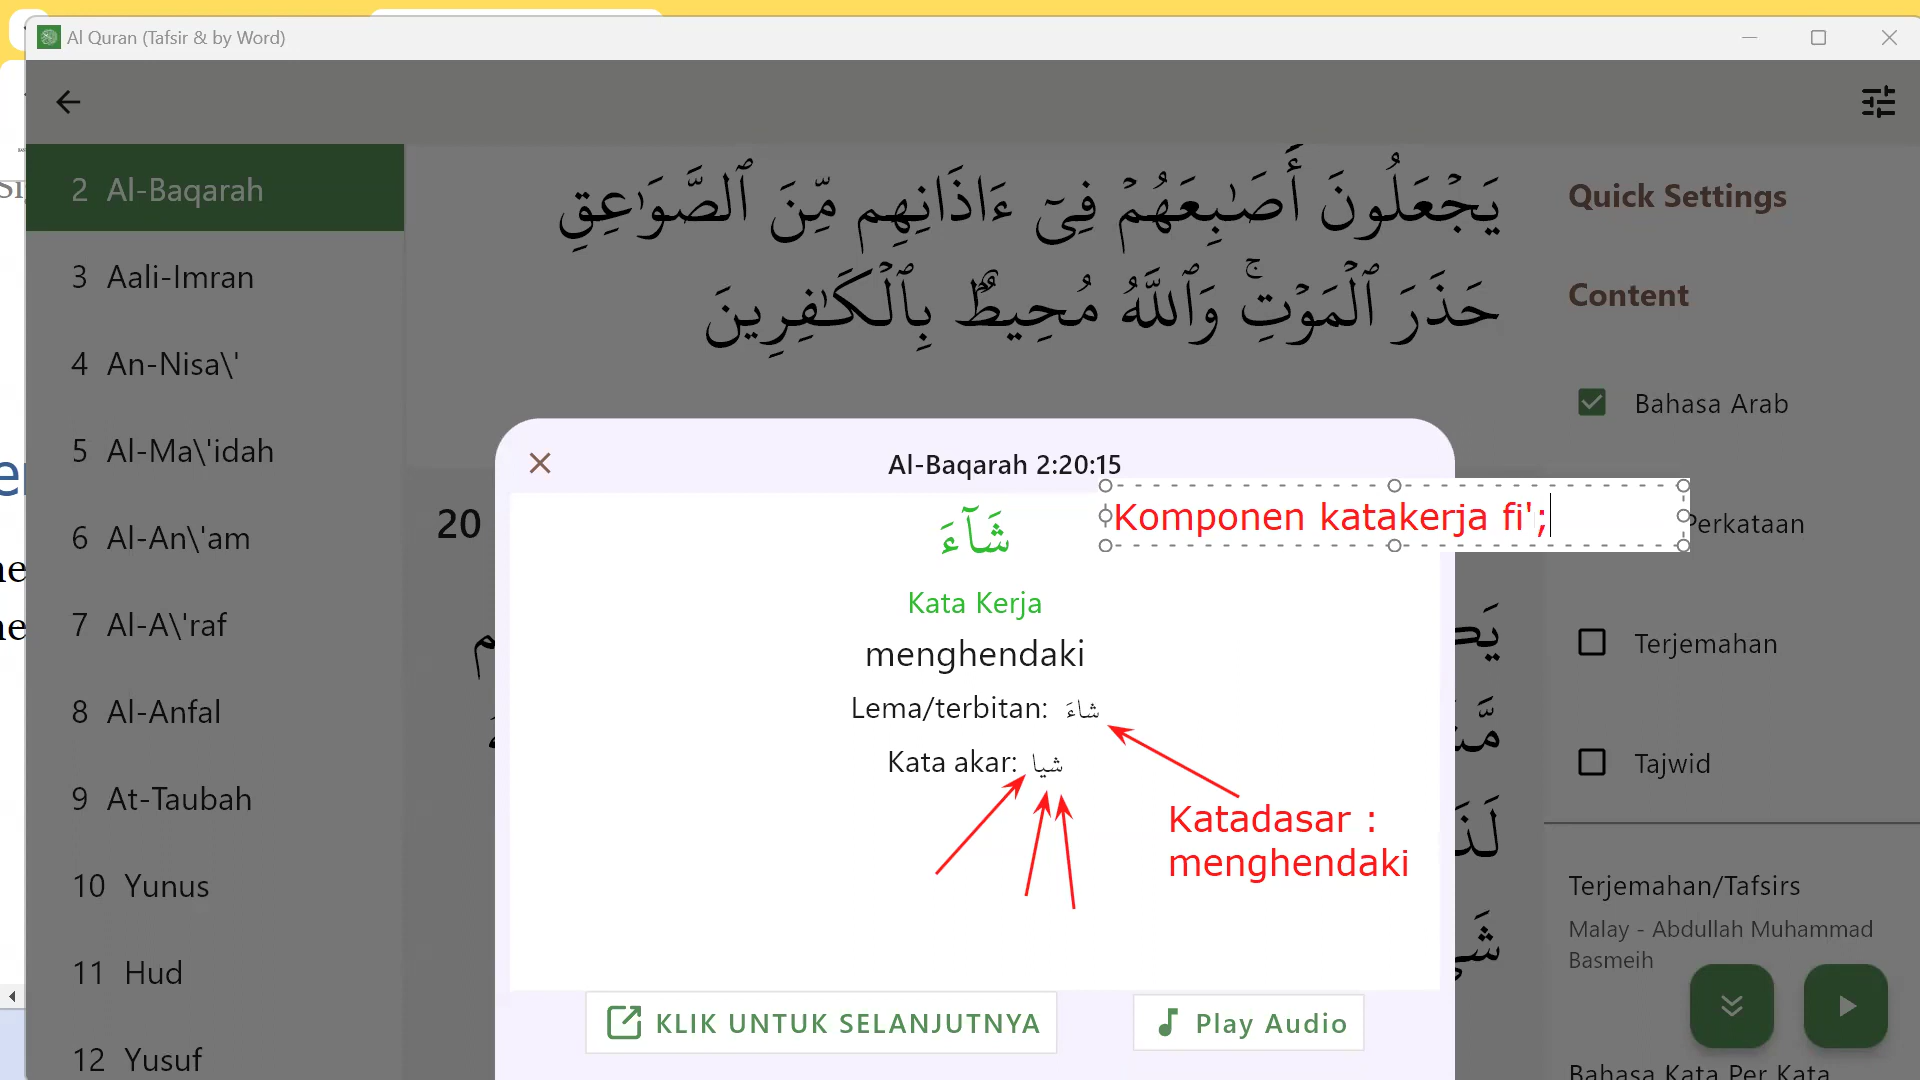 Al Quran (Tafsir & by Word)
2 Al-Baqarah
3 Aali-Imran
4 An-Nisa\'
5 Al-Ma\'idah
6 Al-An\'am
7 Al-A\'raf
8 Al-Anfal
9 At-Taubah
10 Yunus
11 Hud
12 Yusuf
يَجْعَلُونَ أَصَـٰبِعَهُمْ فِىٓ ءَاذَانِهِم مِّنَ ٱلصَّوَٰعِقِ
حَذَرَ ٱلْمَوْتِ ۚ وَٱللَّهُ مُحِيطٌۢ بِٱلْكَـٰفِرِينَ
20
Al-Baqarah 2:20:15
شَآءَ
Komponen katakerja fi';
Kata Kerja
menghendaki
Lema/terbitan: شاءَ
Kata akar: شيا
Katadasar :
menghendaki
KLIK UNTUK SELANJUTNYA
Play Audio
Quick Settings
Content
Bahasa Arab
Perkataan
Terjemahan
Tajwid
Terjemahan/Tafsirs
Malay - Abdullah Muhammad
Basmeih
Bahasa Kata Per Kata